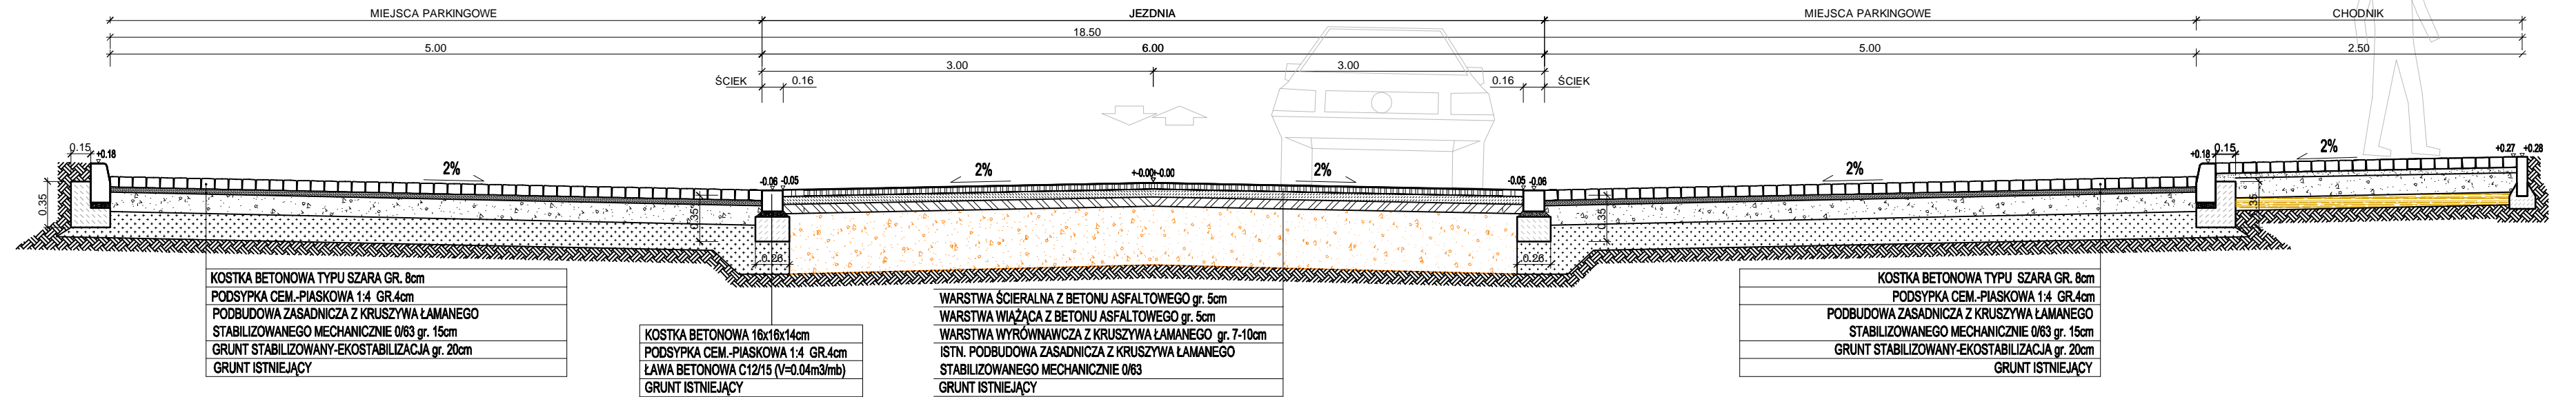 MIEJSCA PARKINGOWE JEZDNIA MIEJSCA PARKINGOWE CHODNIK
18.50
5.00 6.00 5.00 2.50
3.00 3.00
ŚCIEK 0.16 0.16 ŚCIEK
0.15 +0.18 2% -0.06 -0.05 2% +-0.00 +-0.00 2% -0.05 -0.06 2% +0.18 0.15 2% +0.27 +0.28
0.35 0.35 0.35 .35
0.26 0.26
KOSTKA BETONOWA TYPU SZARA GR. 8cm
PODSYPKA CEM.-PIASKOWA 1:4 GR.4cm
PODBUDOWA ZASADNICZA Z KRUSZYWA ŁAMANEGO
STABILIZOWANEGO MECHANICZNIE 0/63 gr. 15cm
GRUNT STABILIZOWANY-EKOSTABILIZACJA gr. 20cm
GRUNT ISTNIEJĄCY
KOSTKA BETONOWA 16x16x14cm
PODSYPKA CEM.-PIASKOWA 1:4 GR.4cm
ŁAWA BETONOWA C12/15 (V=0.04m3/mb)
GRUNT ISTNIEJĄCY
WARSTWA ŚCIERALNA Z BETONU ASFALTOWEGO gr. 5cm
WARSTWA WIĄŻĄCA Z BETONU ASFALTOWEGO gr. 5cm
WARSTWA WYRÓWNAWCZA Z KRUSZYWA ŁAMANEGO gr. 7-10cm
ISTN. PODBUDOWA ZASADNICZA Z KRUSZYWA ŁAMANEGO
STABILIZOWANEGO MECHANICZNIE 0/63
GRUNT ISTNIEJĄCY
KOSTKA BETONOWA TYPU SZARA GR. 8cm
PODSYPKA CEM.-PIASKOWA 1:4 GR.4cm
PODBUDOWA ZASADNICZA Z KRUSZYWA ŁAMANEGO
STABILIZOWANEGO MECHANICZNIE 0/63 gr. 15cm
GRUNT STABILIZOWANY-EKOSTABILIZACJA gr. 20cm
GRUNT ISTNIEJĄCY